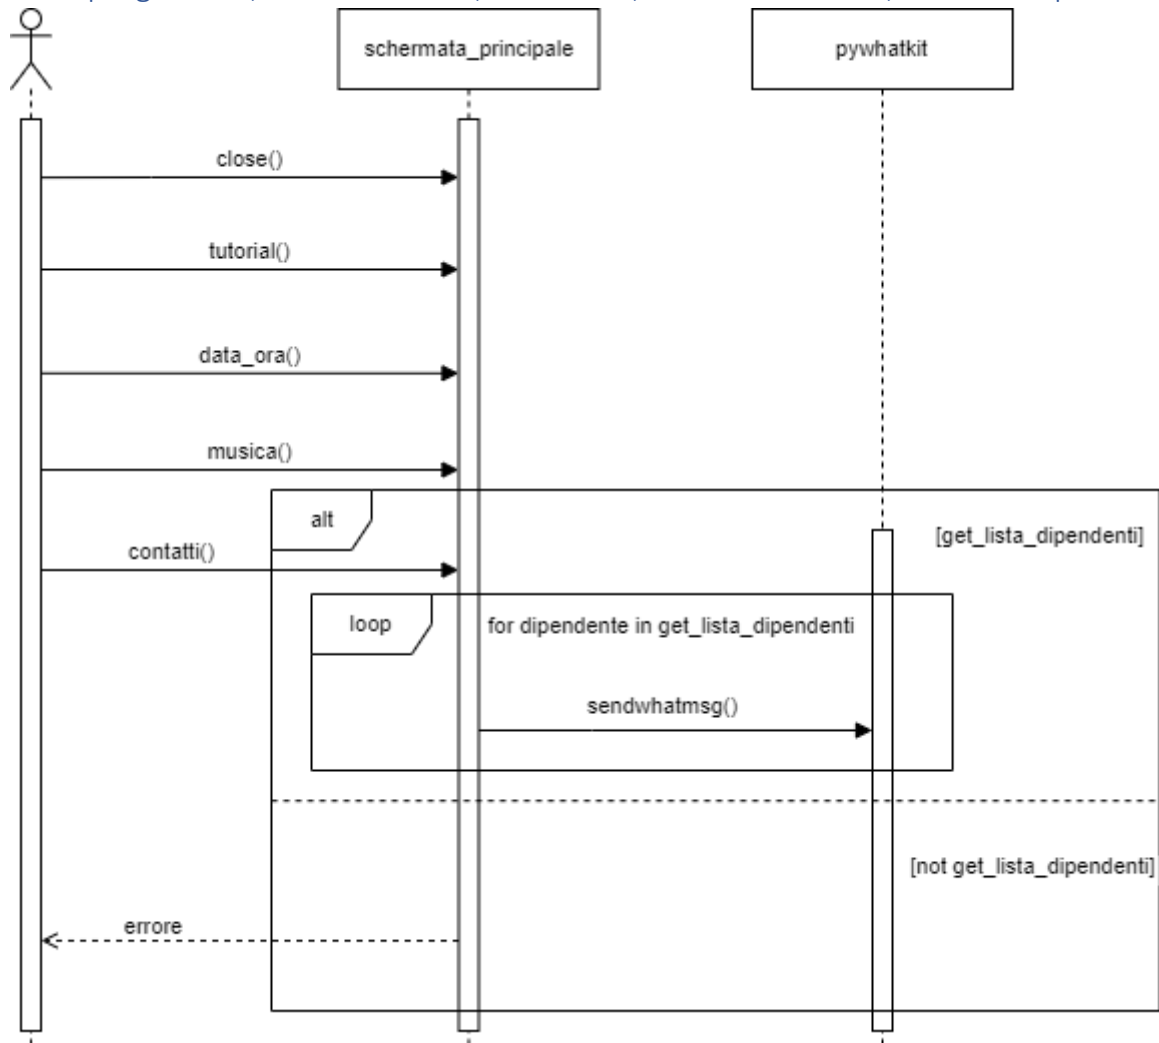 schermata_principale
pywhatkit
close()
tutorial()
data_ora()
musica()
alt
[get_lista_dipendenti]
contatti()
loop
for dipendente in get_lista_dipendenti
sendwhatmsg()
[not get_lista_dipendenti]
errore